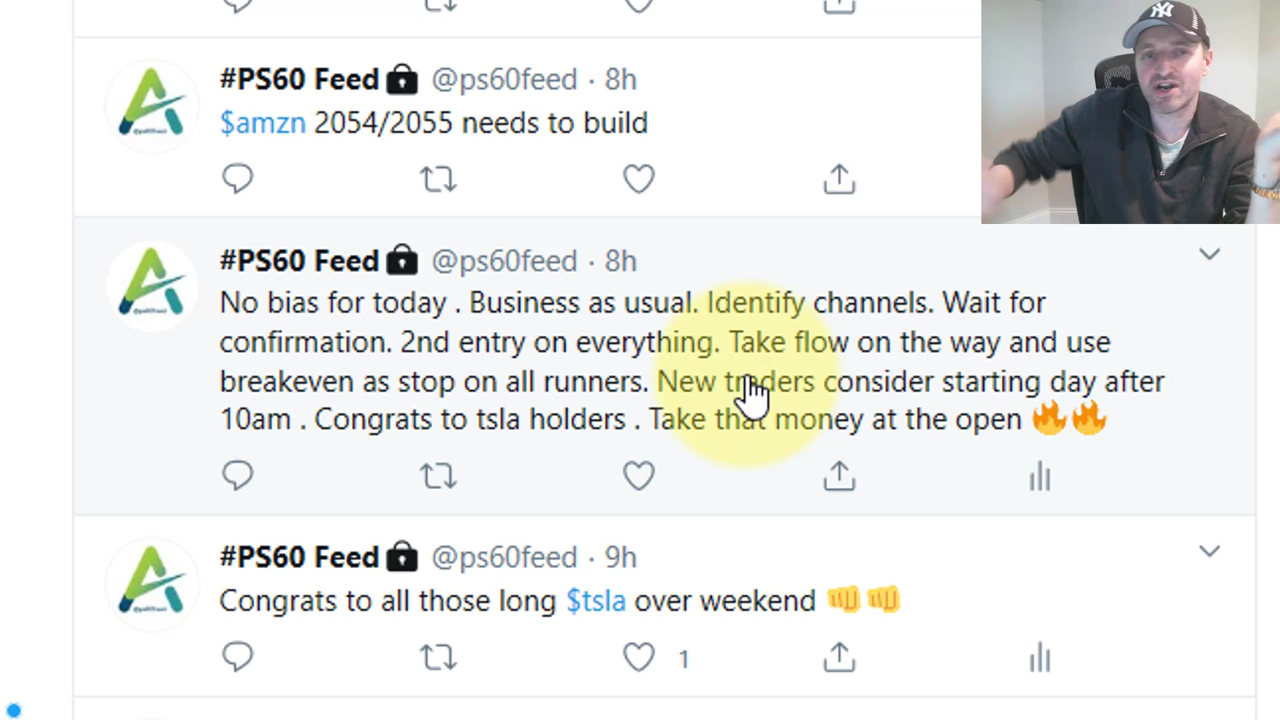 #PS60 Feed @ps60feed · 8h
$amzn 2054/2055 needs to build
#PS60 Feed @ps60feed · 8h
No bias for today . Business as usual. Identify channels. Wait for
confirmation. 2nd entry on everything. Take flow on the way and use
breakeven as stop on all runners. New traders consider starting day after
10am . Congrats to tsla holders . Take that money at the open 🔥🔥
#PS60 Feed @ps60feed · 9h
Congrats to all those long $tsla over weekend 👊👊
1